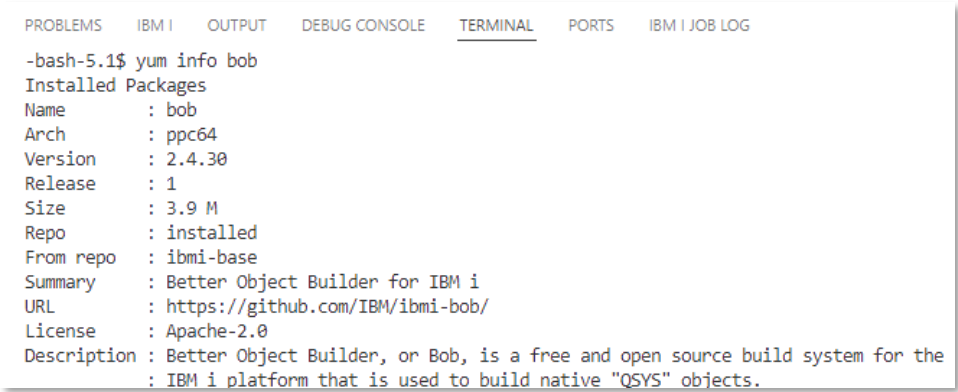 PROBLEMS IBM I OUTPUT DEBUG CONSOLE TERMINAL PORTS IBM I JOB LOG
-bash-5.1$ yum info bob
Installed Packages
Name : bob
Arch : ppc64
Version : 2.4.30
Release : 1
Size : 3.9 M
Repo : installed
From repo : ibmi-base
Summary : Better Object Builder for IBM i
URL : https://github.com/IBM/ibmi-bob/
License : Apache-2.0
Description : Better Object Builder, or Bob, is a free and open source build system for the
: IBM i platform that is used to build native "QSYS" objects.